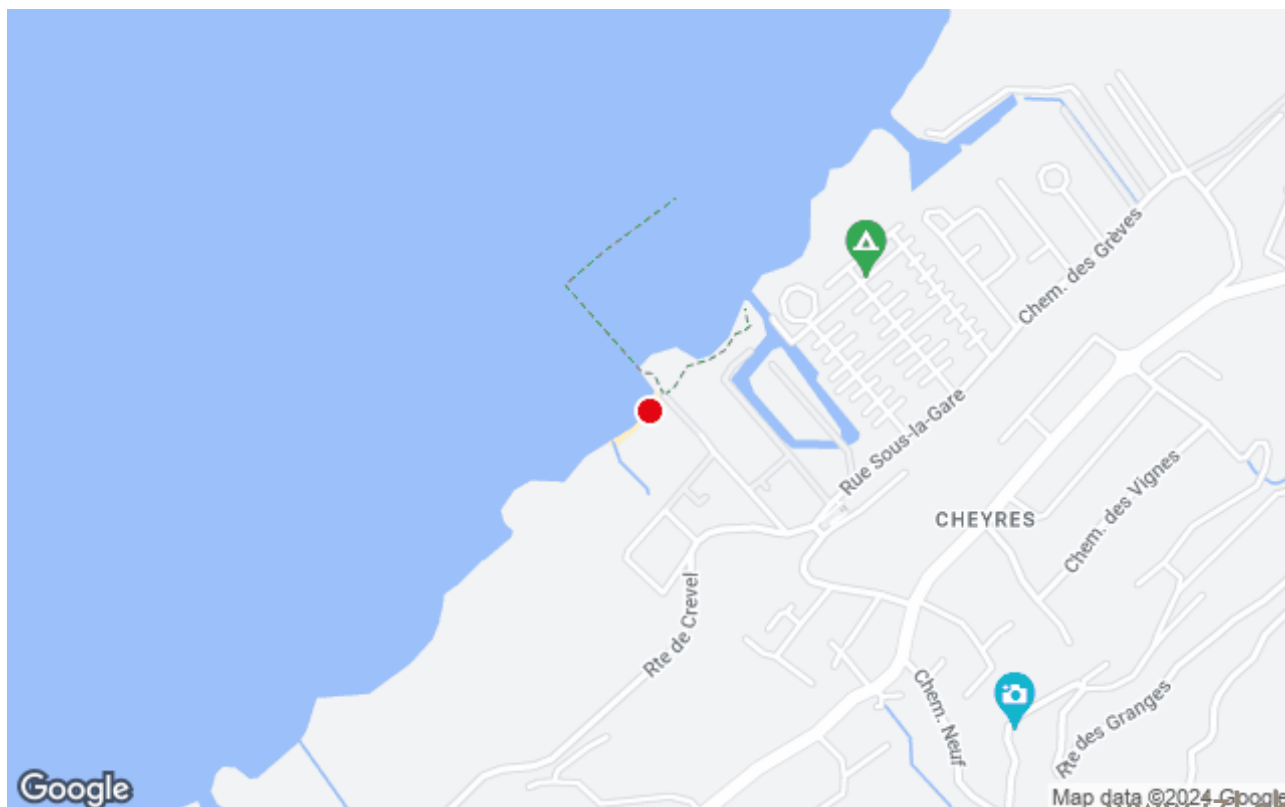 Chem. des Grèves
Rue Sous-la-Gare
CHEYRES
Chem. des Vignes
Rte de Crevel
Chem. Neuf
Rte des Granges
Google
Map data ©2024 Google